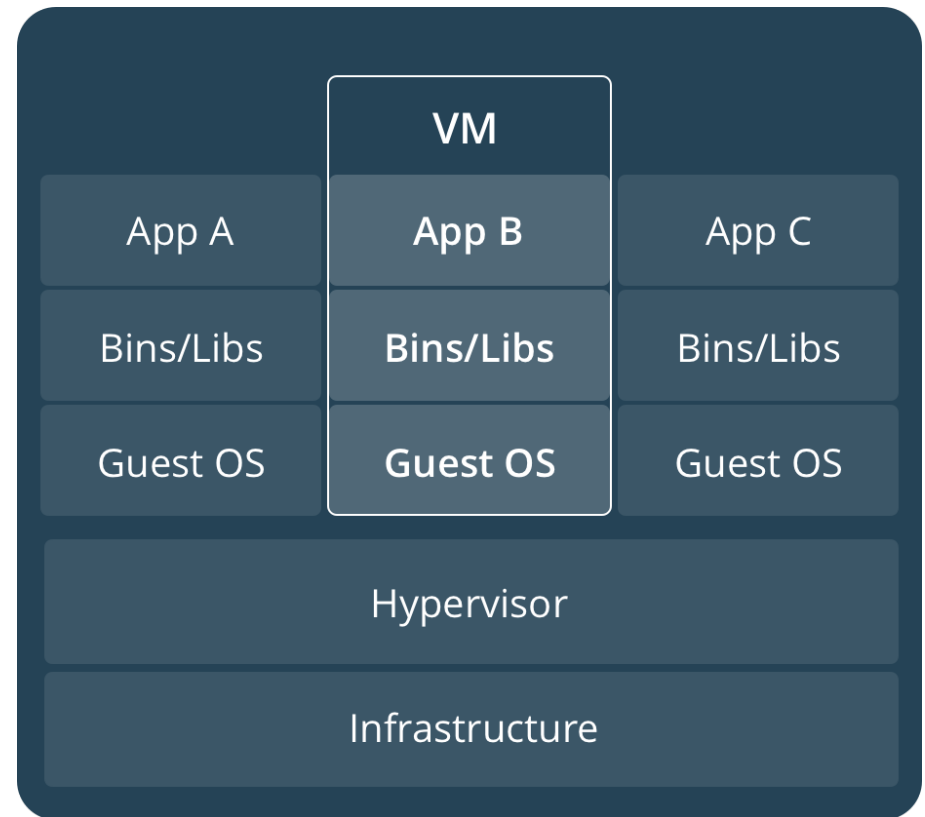 VM
App A
App B
App C
Bins/Libs
Bins/Libs
Bins/Libs
Guest OS
Guest OS
Guest OS
Hypervisor
Infrastructure